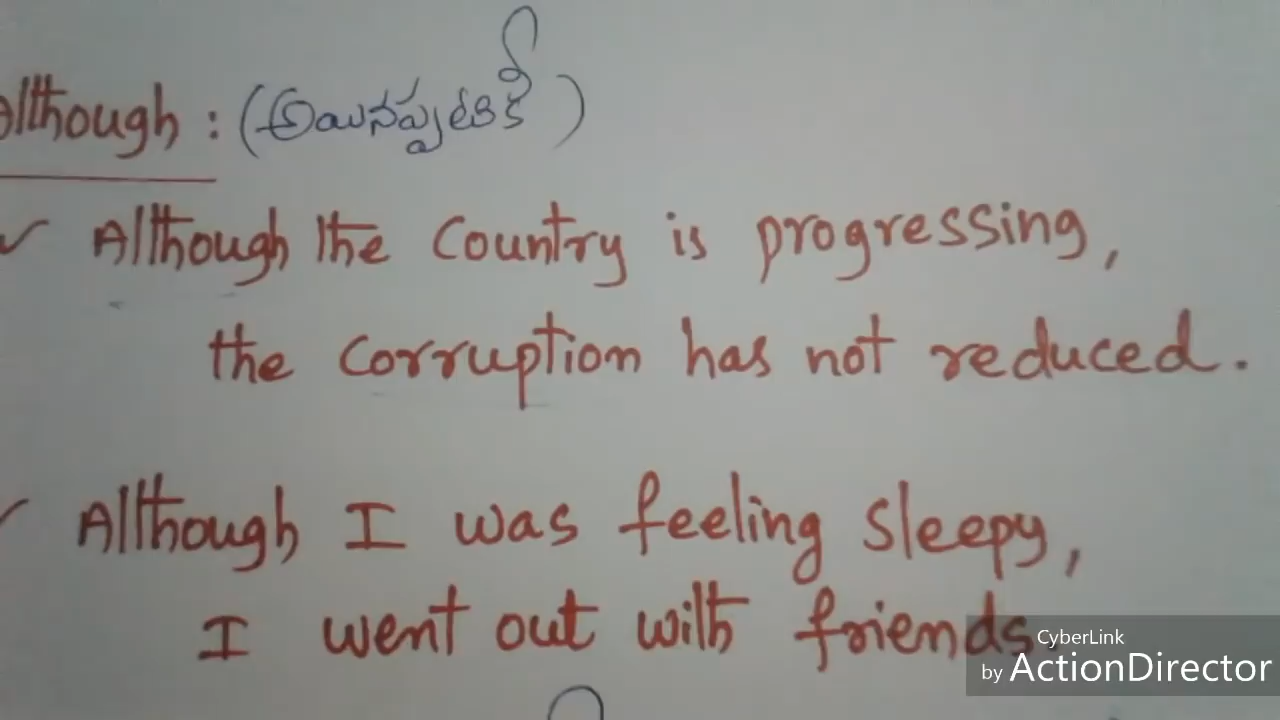 Although : (అయినప్పటికీ)
Although the Country is progressing,
the corruption has not reduced.
Although I was feeling sleepy,
I went out with friends.
CyberLink
by ActionDirector